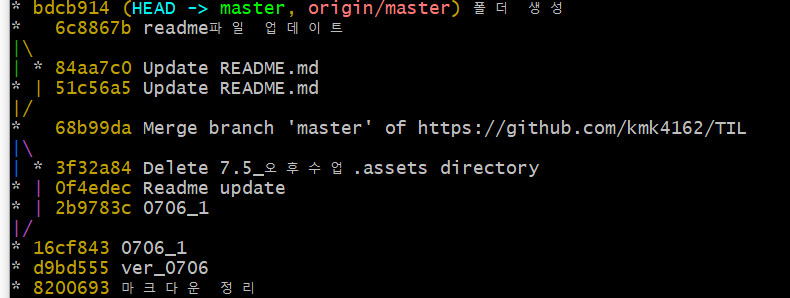 * bdcb914 (HEAD -> master, origin/master) 폴더 생성
*   6c8867b readme파일 업데이트
|\
| * 84aa7c0 Update README.md
* | 51c56a5 Update README.md
|/
*   68b99da Merge branch 'master' of https://github.com/kmk4162/TIL
|\
| * 3f32a84 Delete 7.5_오후수업.assets directory
* | 0f4edec Readme update
* | 2b9783c 0706_1
|/
* 16cf843 0706_1
* d9bd555 ver_0706
* 8200693 마크다운 정리